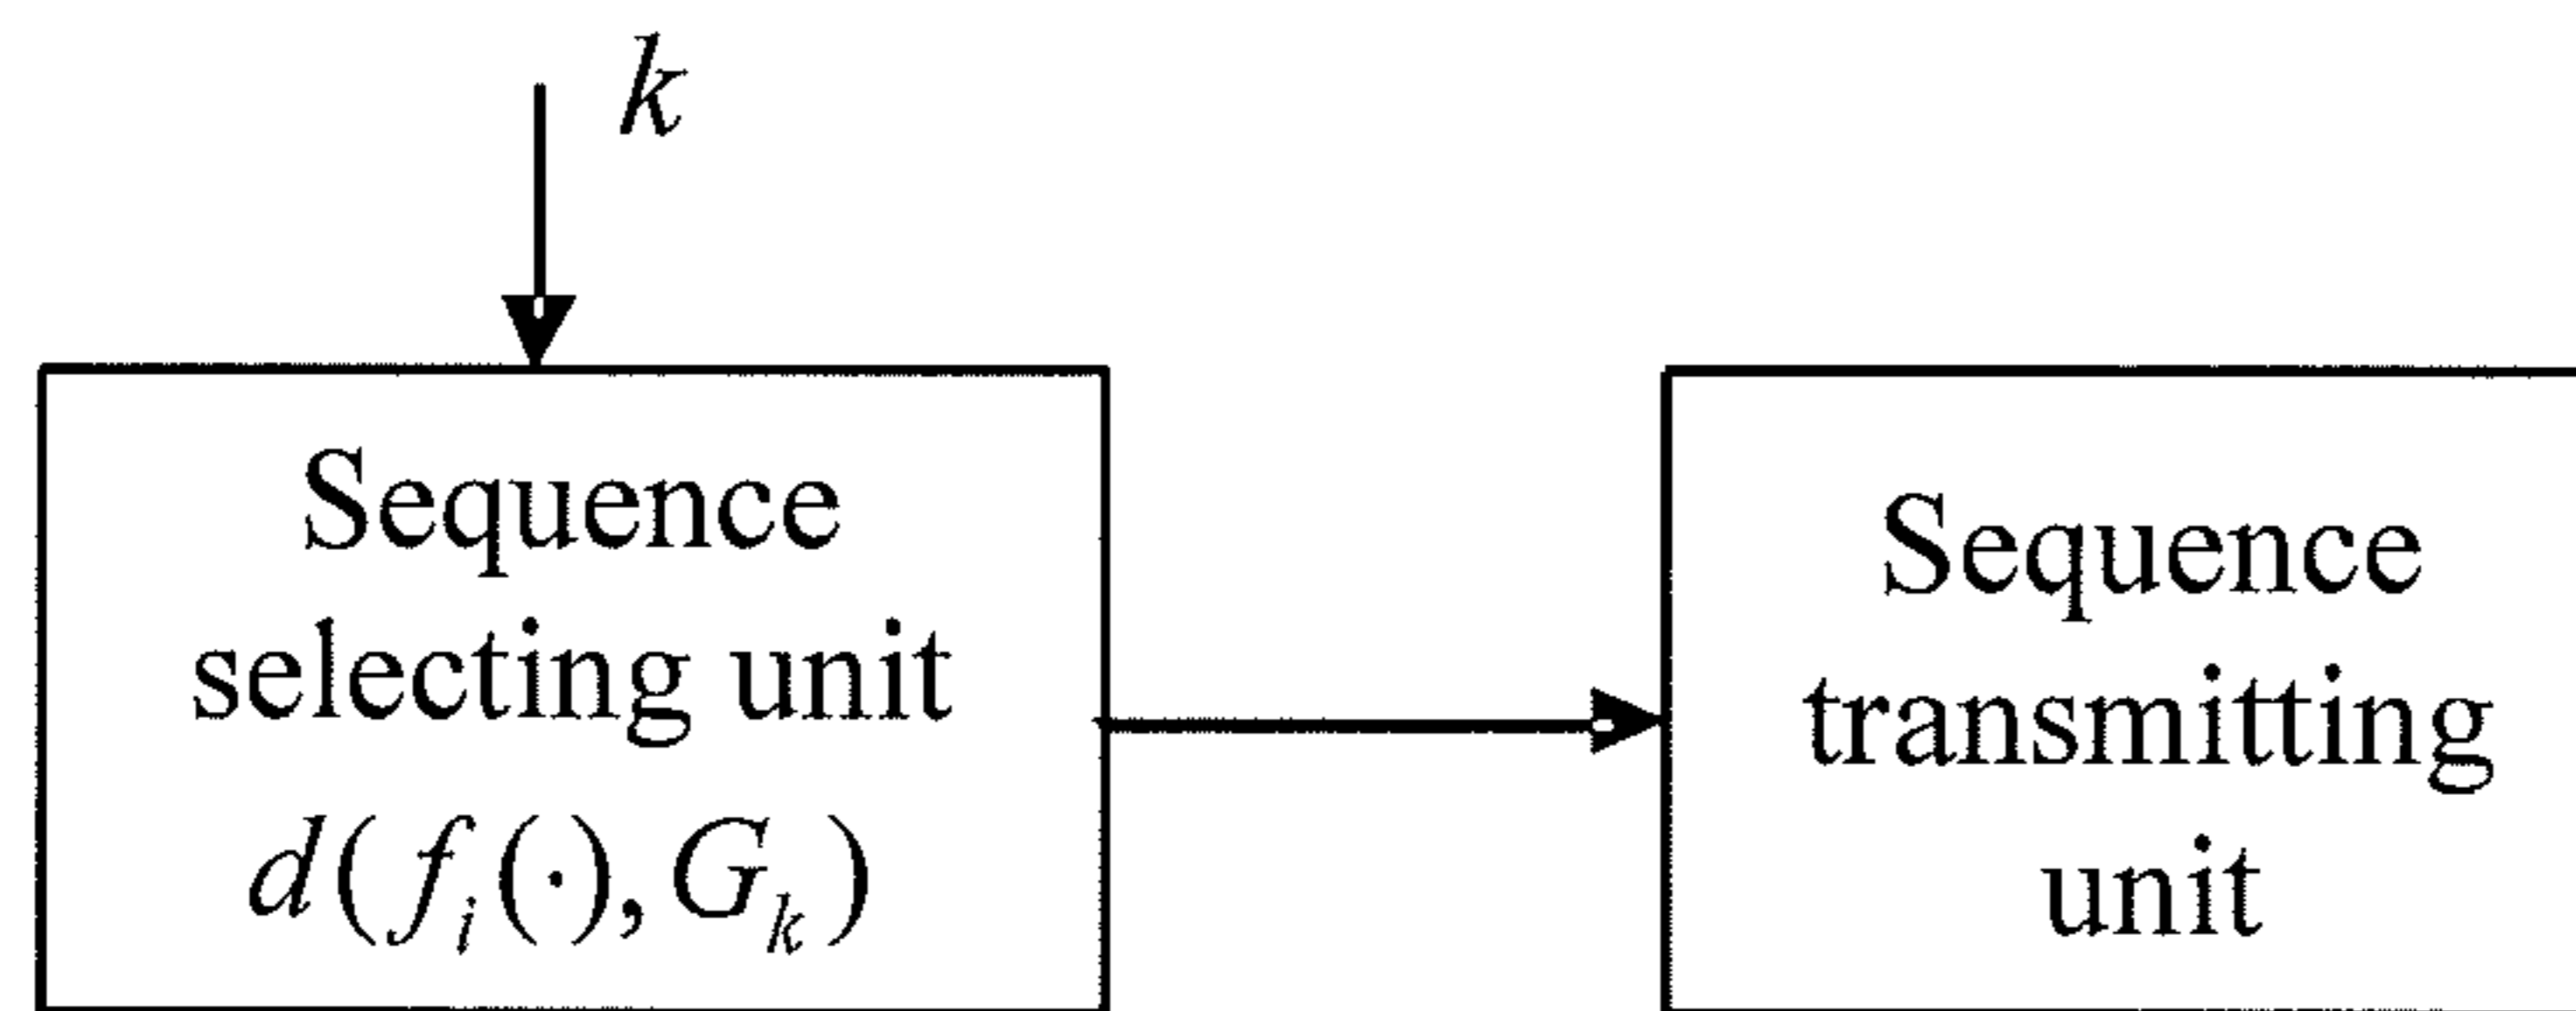 k
Sequence
selecting unit
d(f_i(·), G_k)
Sequence
transmitting
unit